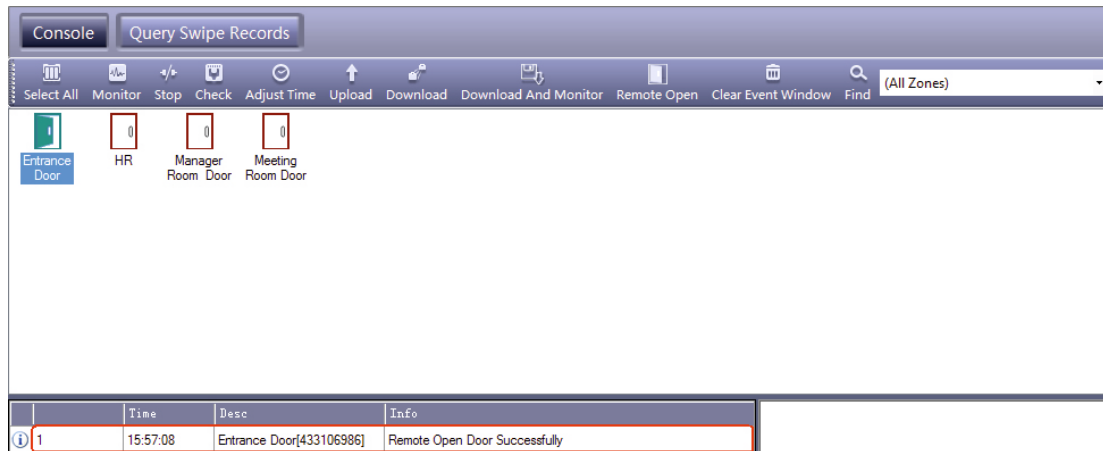 Console Query Swipe Records
Select All Monitor Stop Check Adjust Time Upload Download Download And Monitor Remote Open Clear Event Window Find (All Zones)
Entrance Door
HR
Manager Room Door
Meeting Room Door
Time Desc Info
1 15:57:08 Entrance Door[433106986] Remote Open Door Successfully